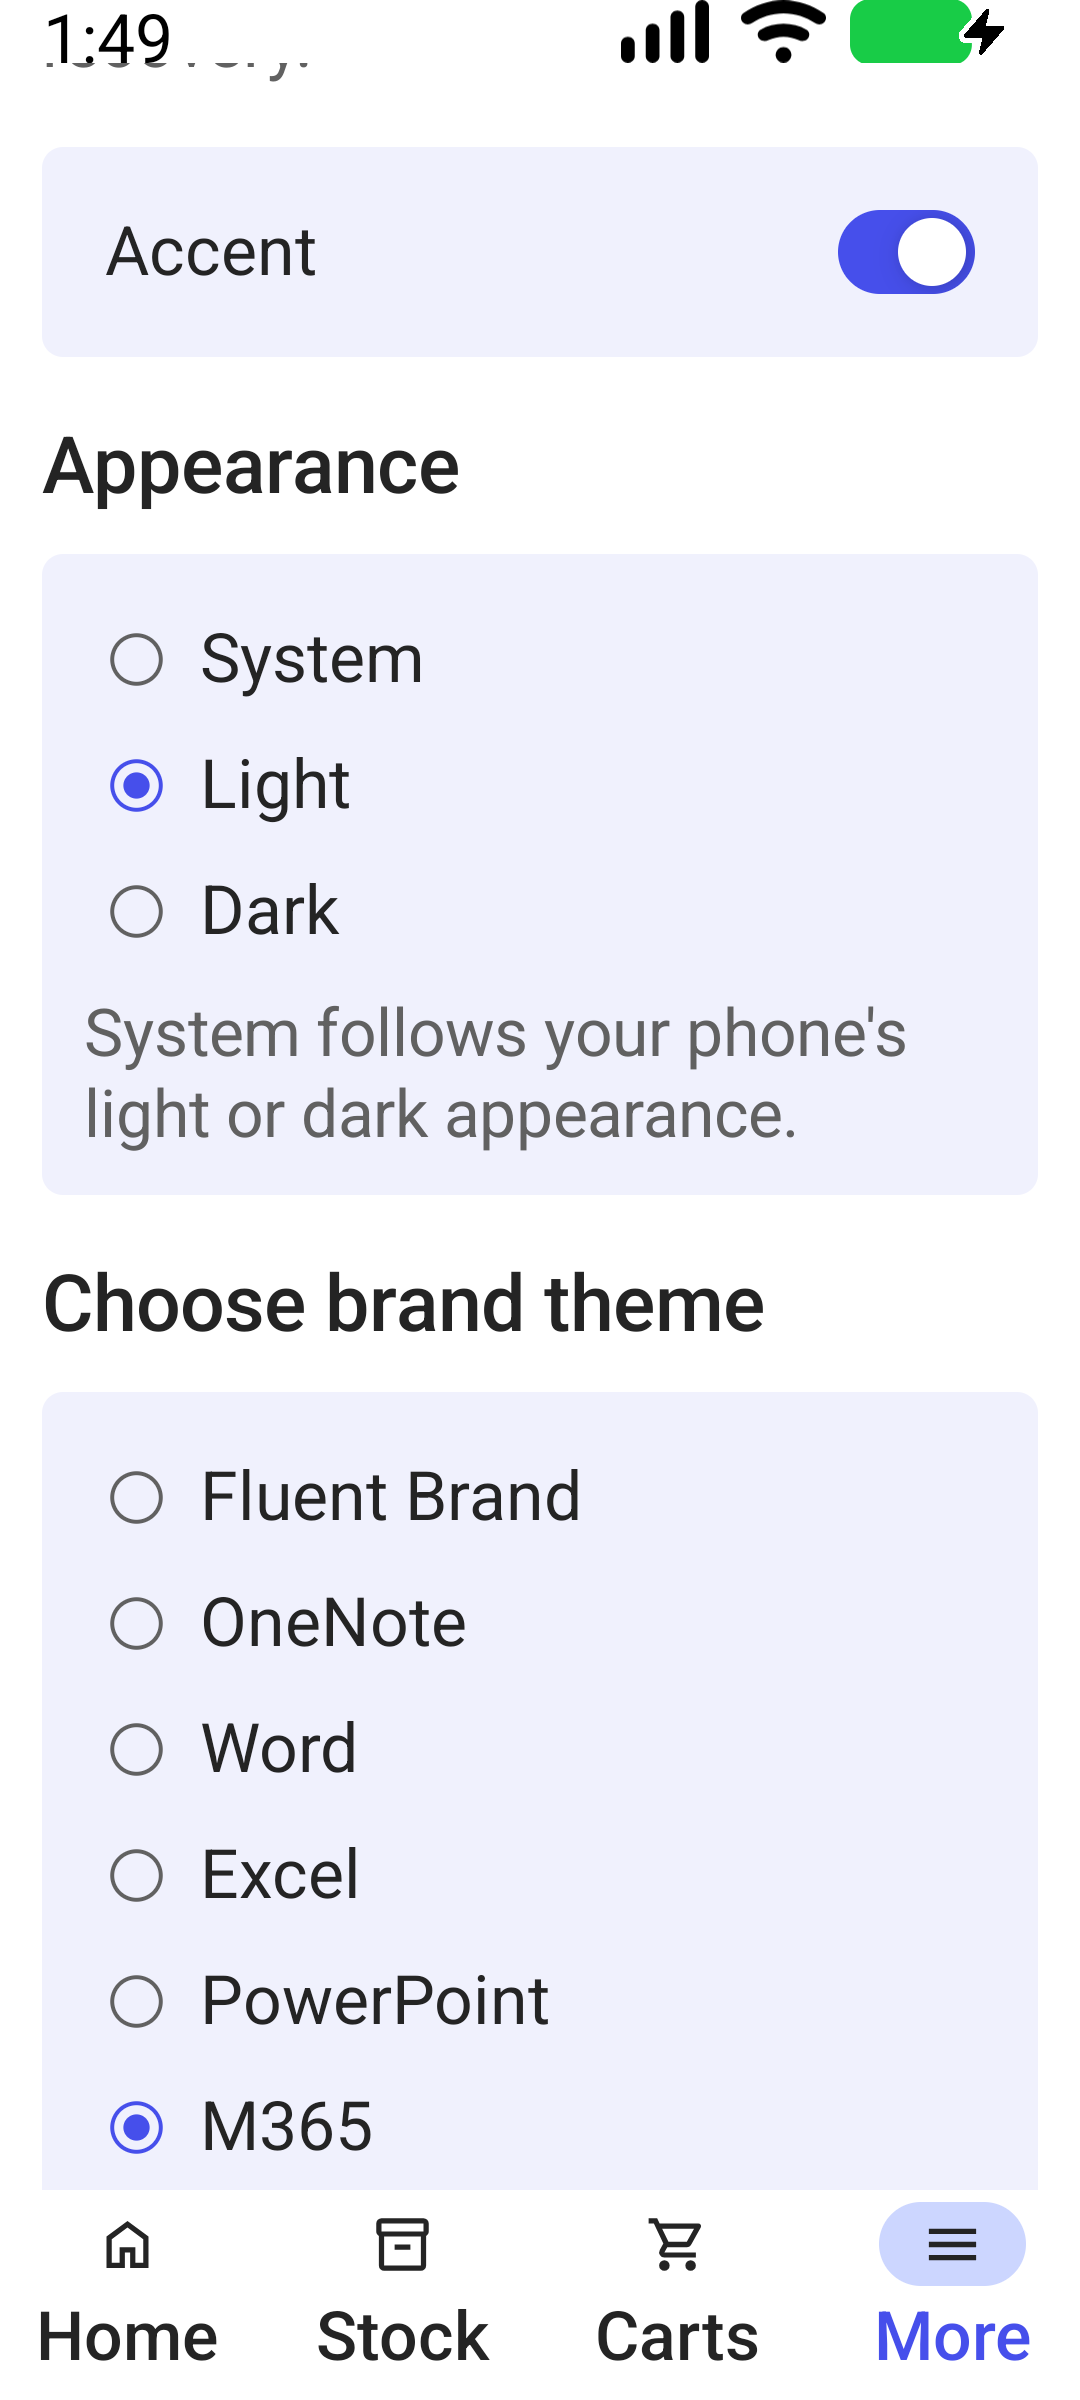 1:49
Accent
Appearance
System
Light
Dark
System follows your phone's
light or dark appearance.
Choose brand theme
Fluent Brand
OneNote
Word
Excel
PowerPoint
M365
Home
Stock
Carts
More